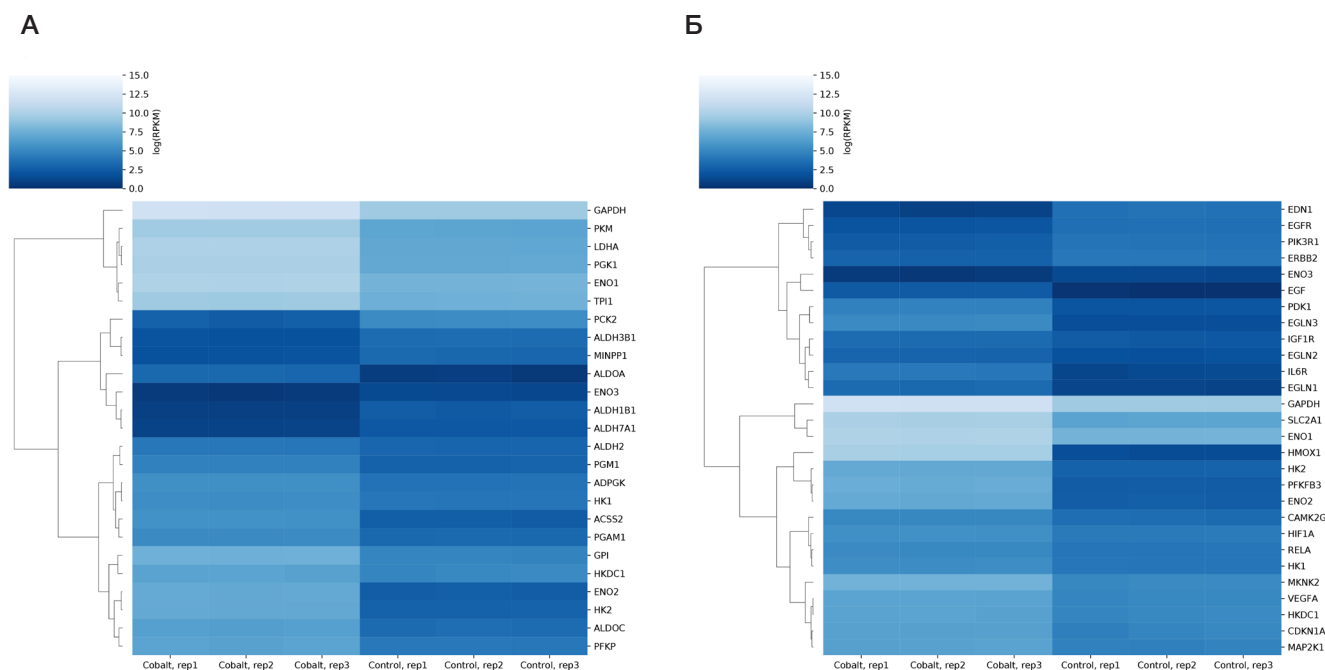 А
15.0
12.5
10.0
7.5
5.0
2.5
0.0
log(RPKM)
GAPDH
PKM
LDHA
PGK1
ENO1
TPI1
PCK2
ALDH3B1
MINPP1
ALDOA
ENO3
ALDH1B1
ALDH7A1
ALDH2
PGM1
ADPGK
HK1
ACSS2
PGAM1
GPI
HKDC1
ENO2
HK2
ALDOC
PFKP
Cobalt, rep1 Cobalt, rep2 Cobalt, rep3 Control, rep1 Control, rep2 Control, rep3
Б
15.0
12.5
10.0
7.5
5.0
2.5
0.0
log(RPKM)
EDN1
EGFR
PIK3R1
ERBB2
ENO3
EGF
PDK1
EGLN3
IGF1R
EGLN2
IL6R
EGLN1
GAPDH
SLC2A1
ENO1
HMOX1
HK2
PFKFB3
ENO2
CAMK2G
HIF1A
RELA
HK1
MKNK2
VEGFA
HKDC1
CDKN1A
MAP2K1
Cobalt, rep1 Cobalt, rep2 Cobalt, rep3 Control, rep1 Control, rep2 Control, rep3